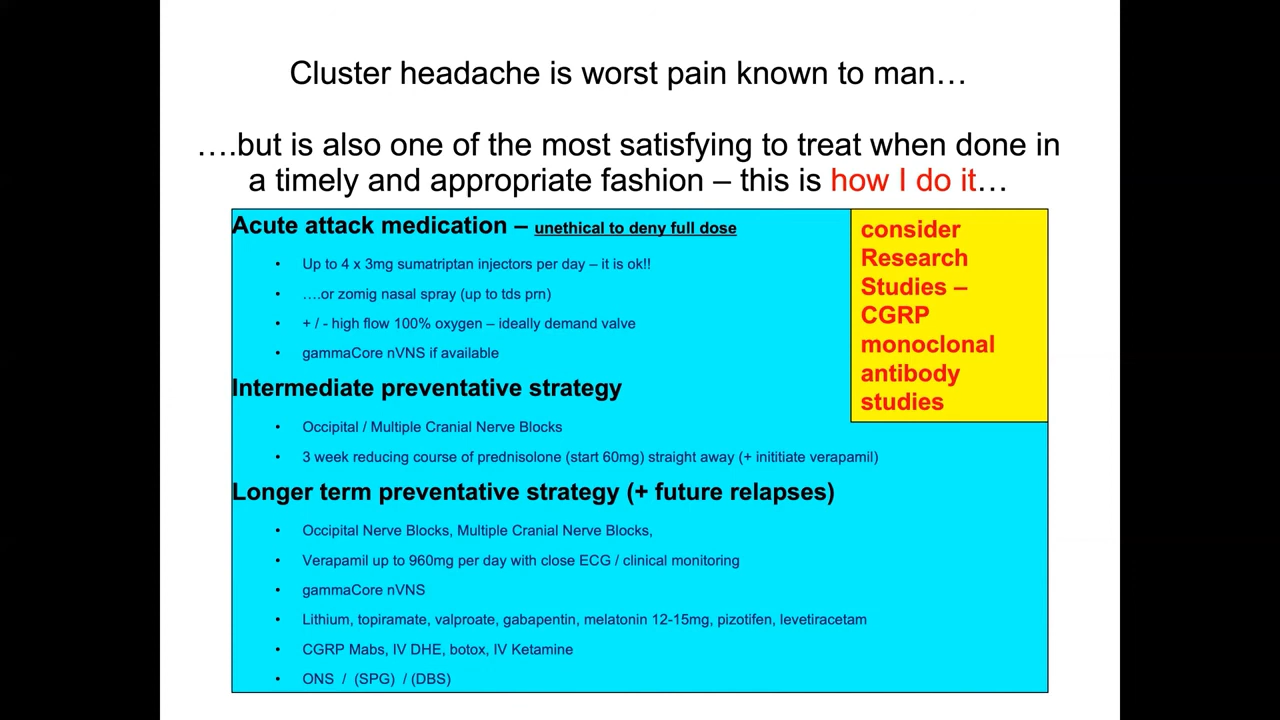 Cluster headache is worst pain known to man…
….but is also one of the most satisfying to treat when done in
a timely and appropriate fashion – this is how I do it…
Acute attack medication – unethical to deny full dose
• Up to 4 x 3mg sumatriptan injectors per day – it is ok!!
• ….or zomig nasal spray (up to tds prn)
• + / - high flow 100% oxygen – ideally demand valve
• gammaCore nVNS if available
Intermediate preventative strategy
• Occipital / Multiple Cranial Nerve Blocks
• 3 week reducing course of prednisolone (start 60mg) straight away (+ inititiate verapamil)
Longer term preventative strategy (+ future relapses)
• Occipital Nerve Blocks, Multiple Cranial Nerve Blocks,
• Verapamil up to 960mg per day with close ECG / clinical monitoring
• gammaCore nVNS
• Lithium, topiramate, valproate, gabapentin, melatonin 12-15mg, pizotifen, levetiracetam
• CGRP Mabs, IV DHE, botox, IV Ketamine
• ONS / (SPG) / (DBS)
consider
Research
Studies –
CGRP
monoclonal
antibody
studies